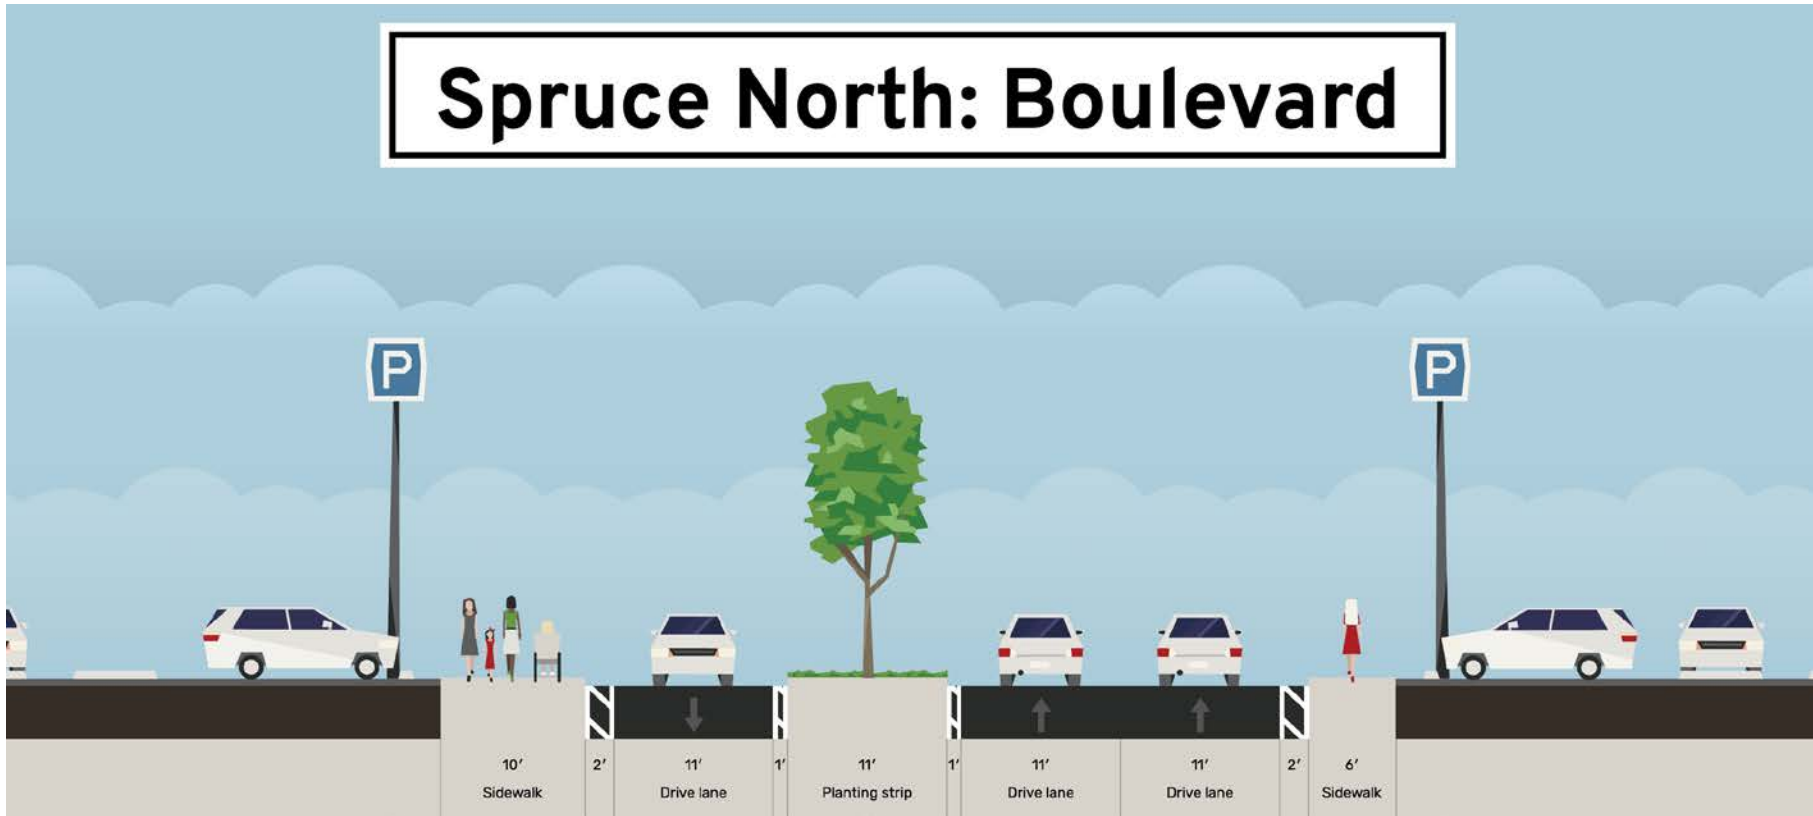 Spruce North: Boulevard
P P
10' 2' 11' 1' 11' 1' 11' 11' 2' 6'
Sidewalk Drive lane Planting strip Drive lane Drive lane Sidewalk